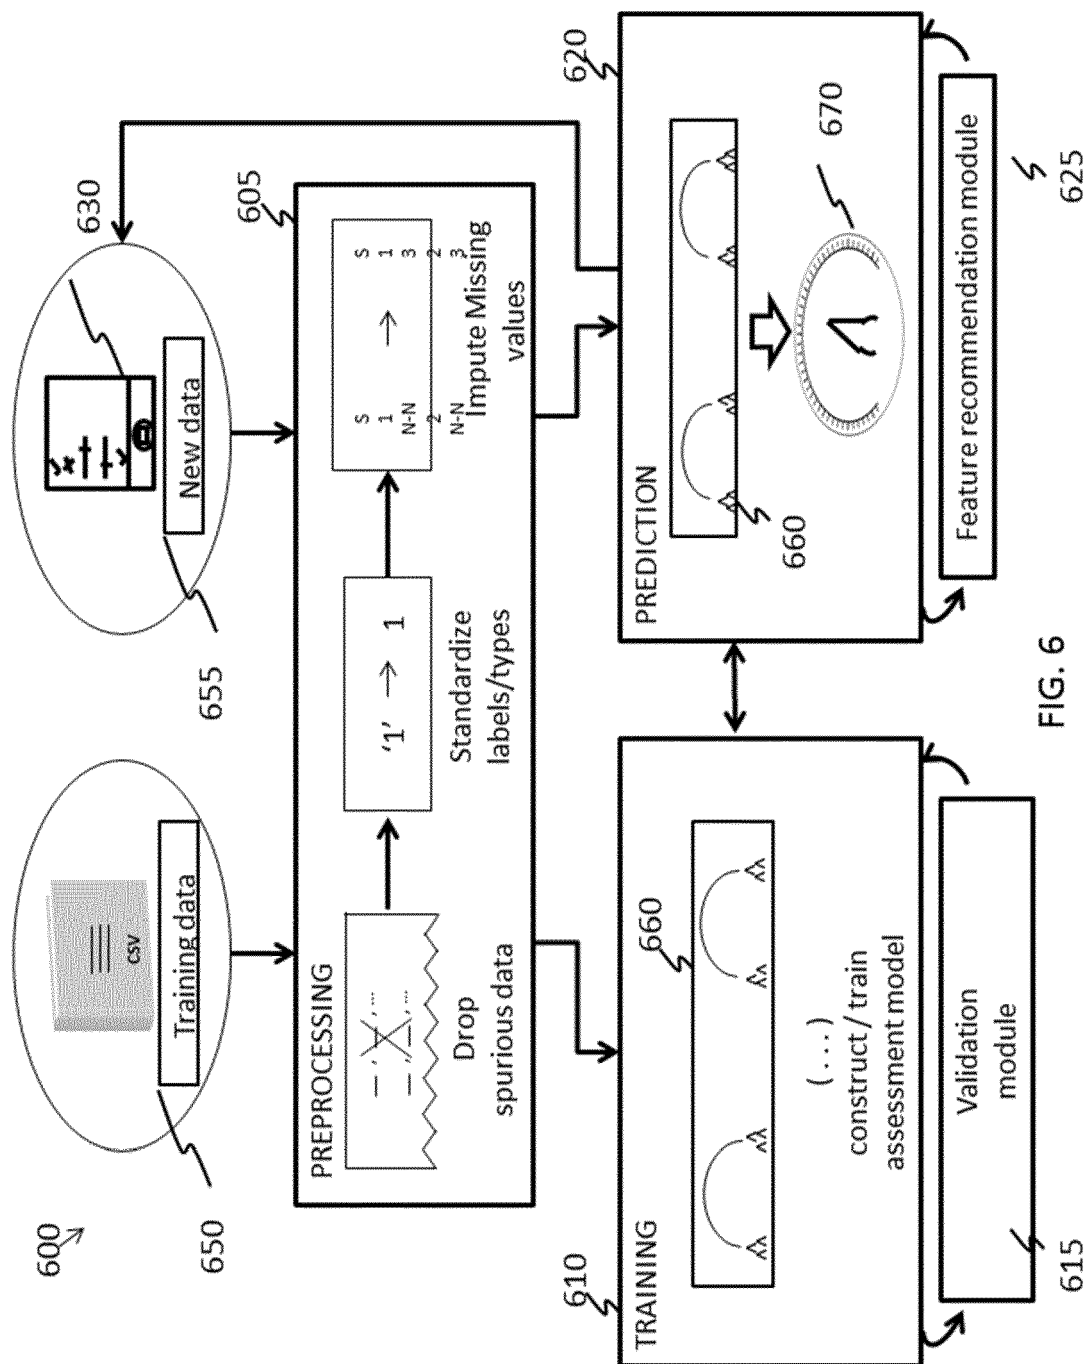 600
650
csv
Training data
655
New data
630
PREPROCESSING
605
Drop
spurious data
'1' → 1
Standardize
labels/types
S S
1 1
N-N → 3
2 2
N-N 3
Impute Missing
values
610
TRAINING
660
(...)
construct / train
assessment model
Validation
module
615
620
PREDICTION
660
670
Feature recommendation module
625
FIG. 6